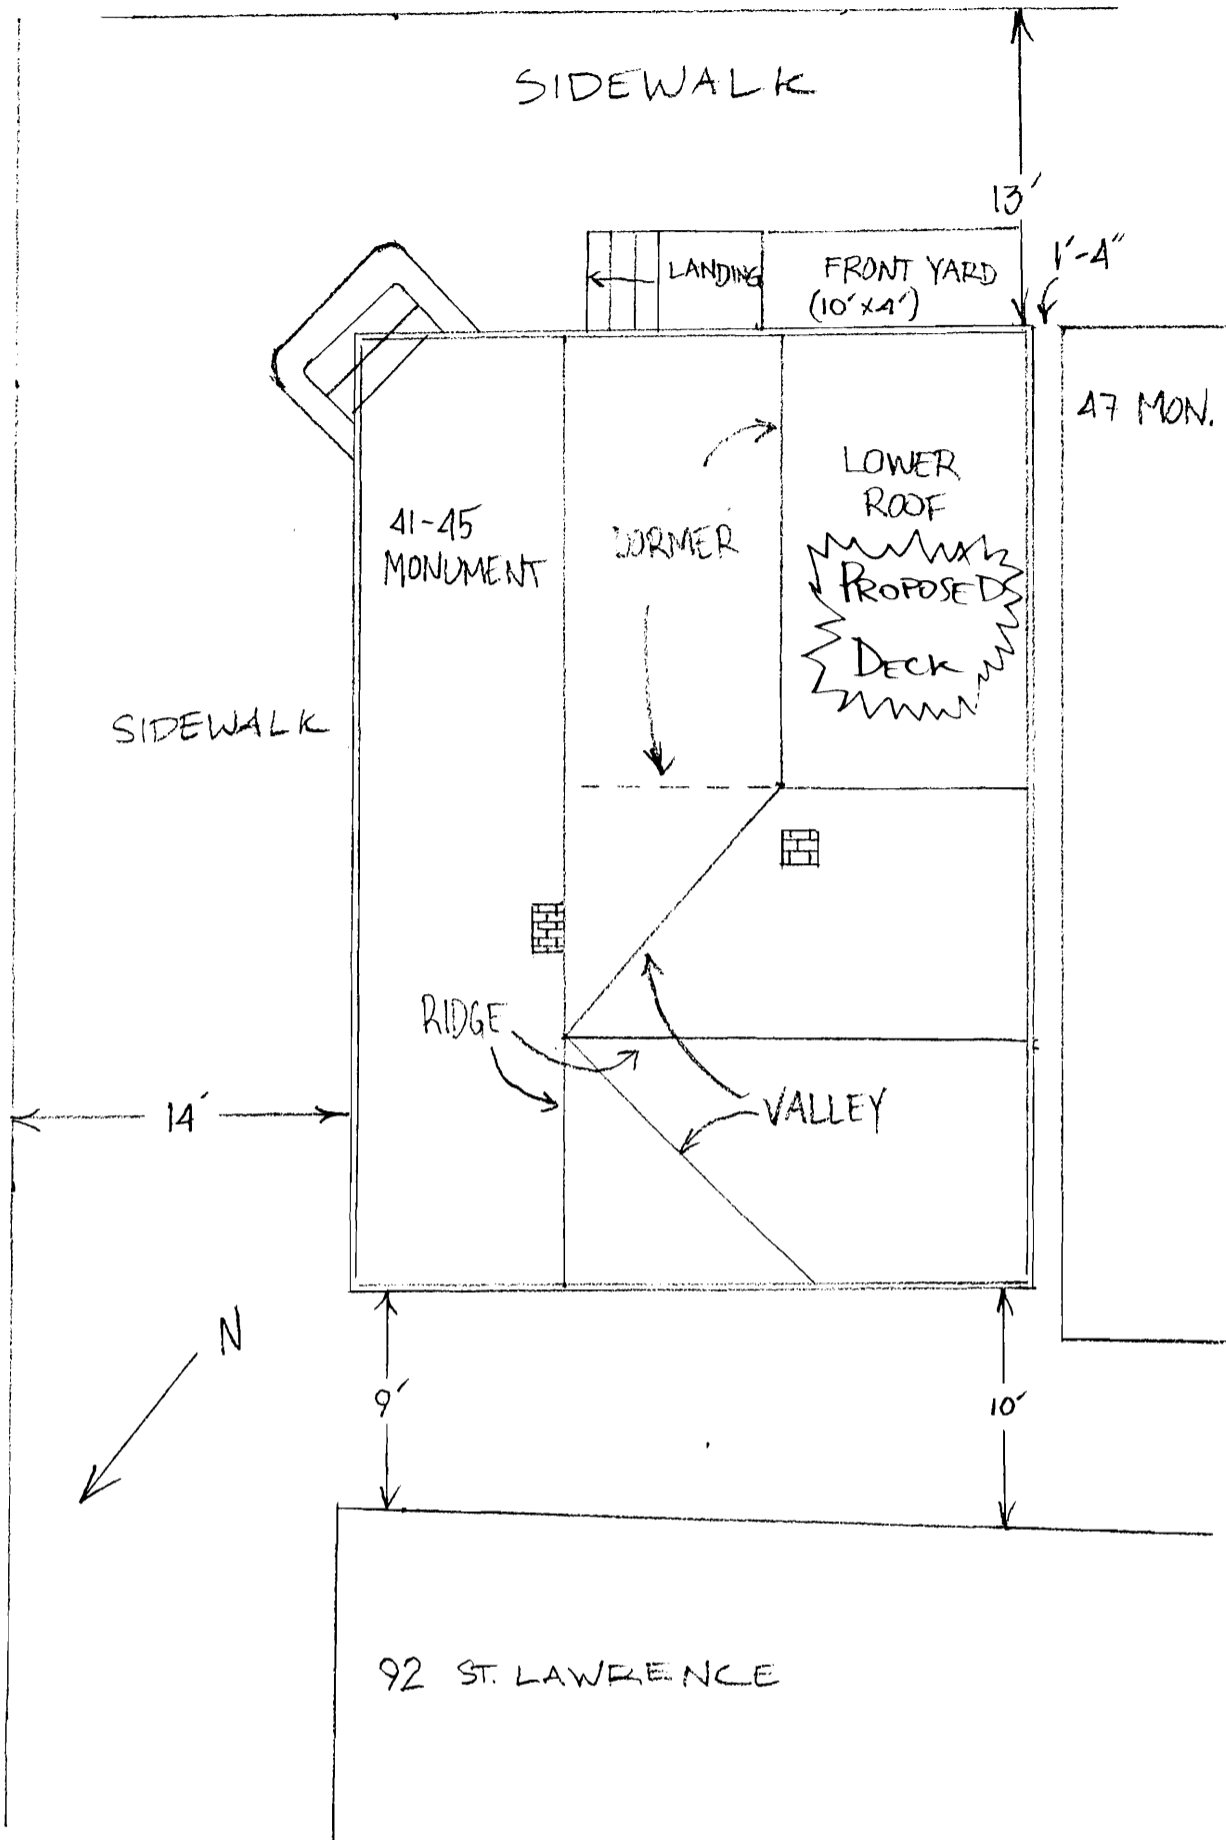 SIDEWALK
13'
1'-4"
LANDING
FRONT YARD
(10'X4')
47 MON.
LOWER
ROOF
41-45
MONUMENT
DORMER
PROPOSED
DECK
SIDEWALK
RIDGE
VALLEY
14'
N
9'
10'
92 ST. LAWRENCE